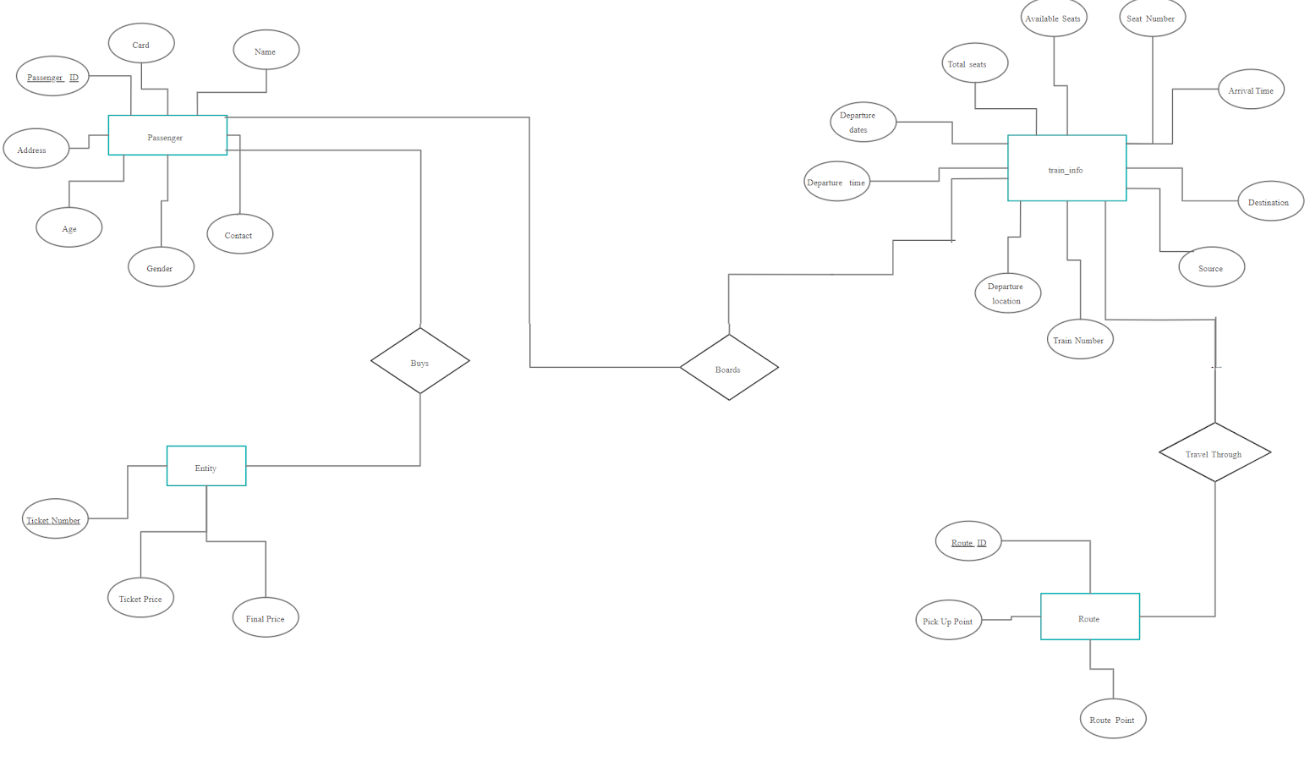 Available Seats
Seat Number
Card
Name
Total seats
Passenger ID
Arrival Time
Departure
dates
Passenger
Address
train_info
Departure time
Destination
Age
Contact
Gender
Source
Departure
location
Train Number
Buys
Boards
Travel Through
Entity
Ticket Number
Route ID
Ticket Price
Final Price
Pick Up Point
Route
Route Point